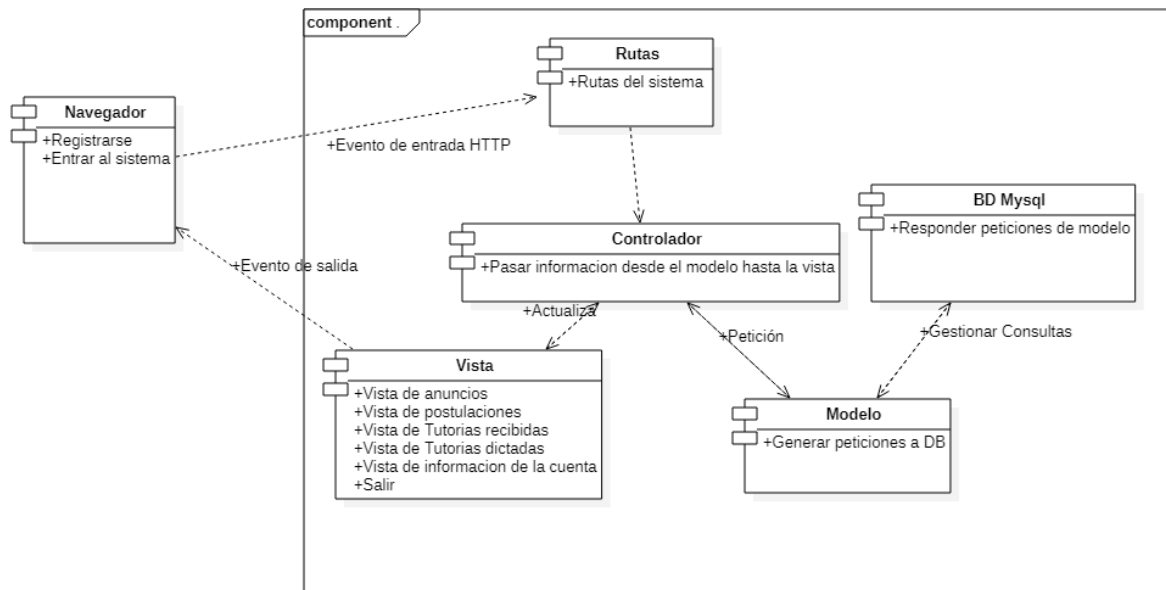 component .
Rutas
+Rutas del sistema
Navegador
+Registrarse
+Entrar al sistema
+Evento de entrada HTTP
BD Mysql
+Responder peticiones de modelo
Controlador
+Pasar informacion desde el modelo hasta la vista
+Evento de salida
+Actualiza
+Petición
+Gestionar Consultas
Vista
+Vista de anuncios
+Vista de postulaciones
+Vista de Tutorias recibidas
+Vista de Tutorias dictadas
+Vista de informacion de la cuenta
+Salir
Modelo
+Generar peticiones a DB